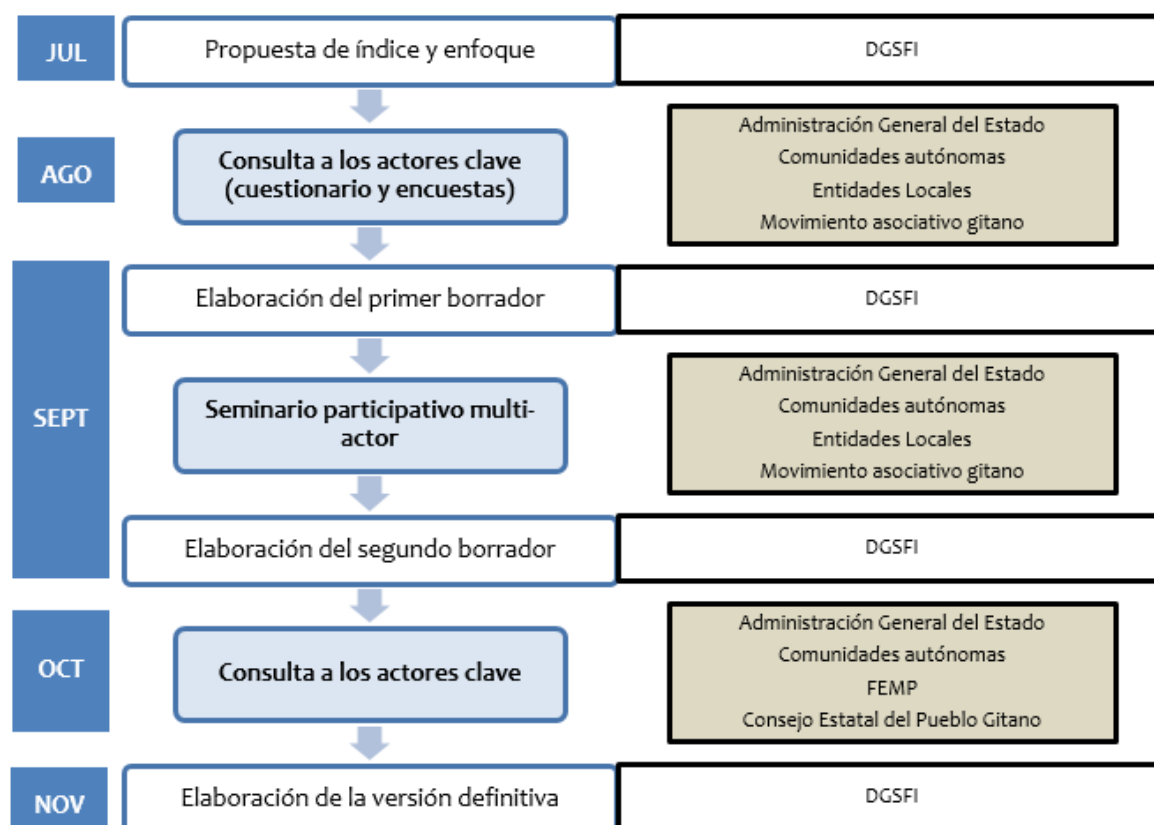 JUL
Propuesta de índice y enfoque
DGSFI
AGO
Consulta a los actores clave
(cuestionario y encuestas)
Administración General del Estado
Comunidades autónomas
Entidades Locales
Movimiento asociativo gitano
SEPT
Elaboración del primer borrador
DGSFI
Seminario participativo multi-
actor
Administración General del Estado
Comunidades autónomas
Entidades Locales
Movimiento asociativo gitano
Elaboración del segundo borrador
DGSFI
OCT
Consulta a los actores clave
Administración General del Estado
Comunidades autónomas
FEMP
Consejo Estatal del Pueblo Gitano
NOV
Elaboración de la versión definitiva
DGSFI